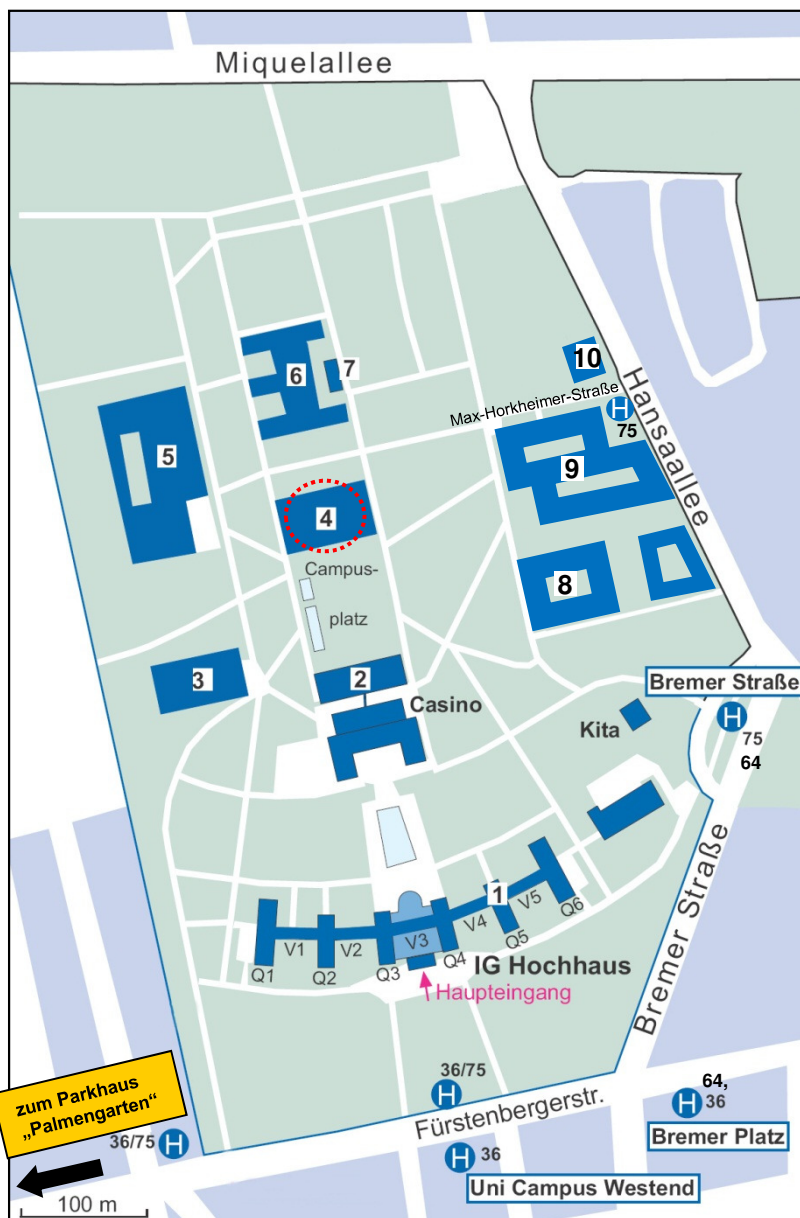 Miquelallee
10
Hansaallee
7
6
Max-Horkheimer-Straße
H
75
5
9
4
Campus-
8
platz
3
2
Casino
Bremer Straße
H
75
64
Kita
Bremer Straße
1
V5
Q6
V4
Q5
V1
V2
V3
Q1
Q2
Q3
Q4
IG Hochhaus
Haupteingang
36/75
H
Fürstenbergerstr.
64,
H 36
Bremer Platz
zum Parkhaus
„Palmengarten“
36/75 H
H 36
Uni Campus Westend
100 m